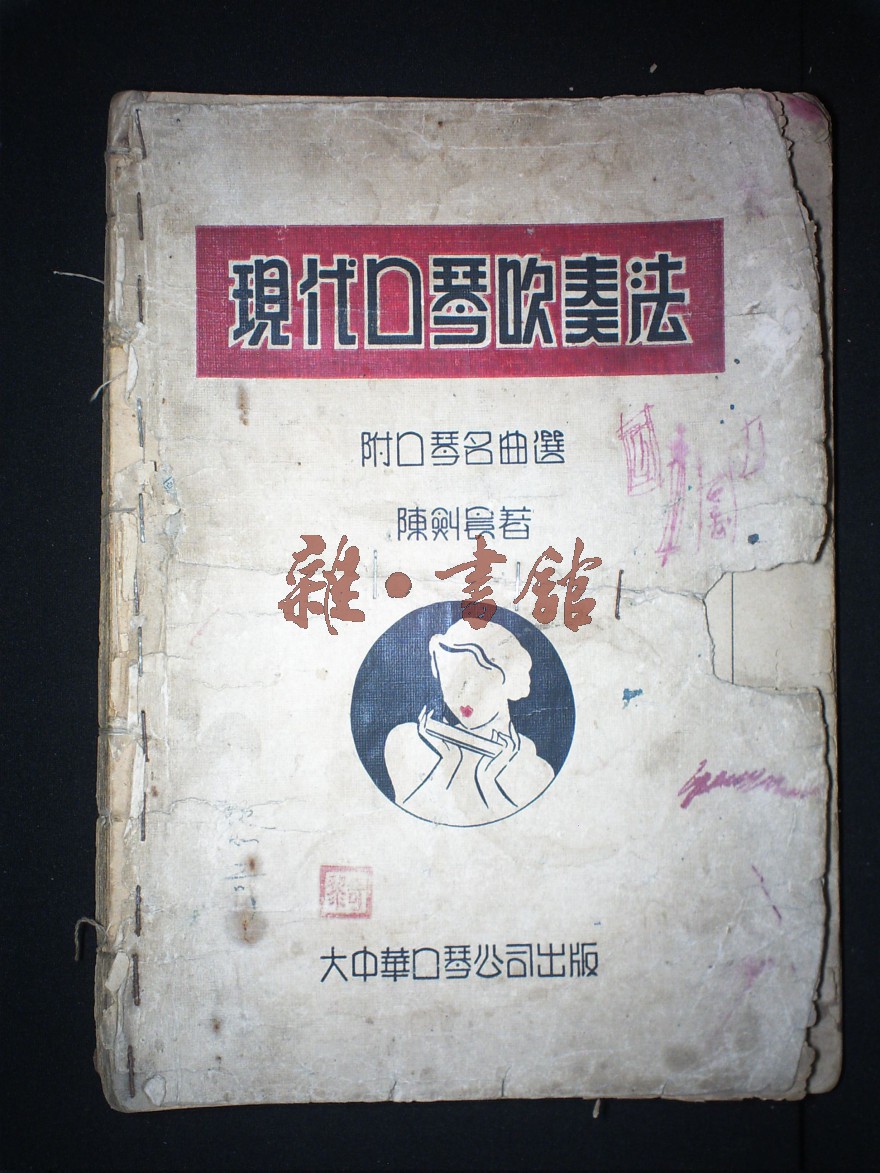 現代口琴吹奏法
附口琴名曲選
陳劍晨著
雜·書館
大中華口琴公司出版